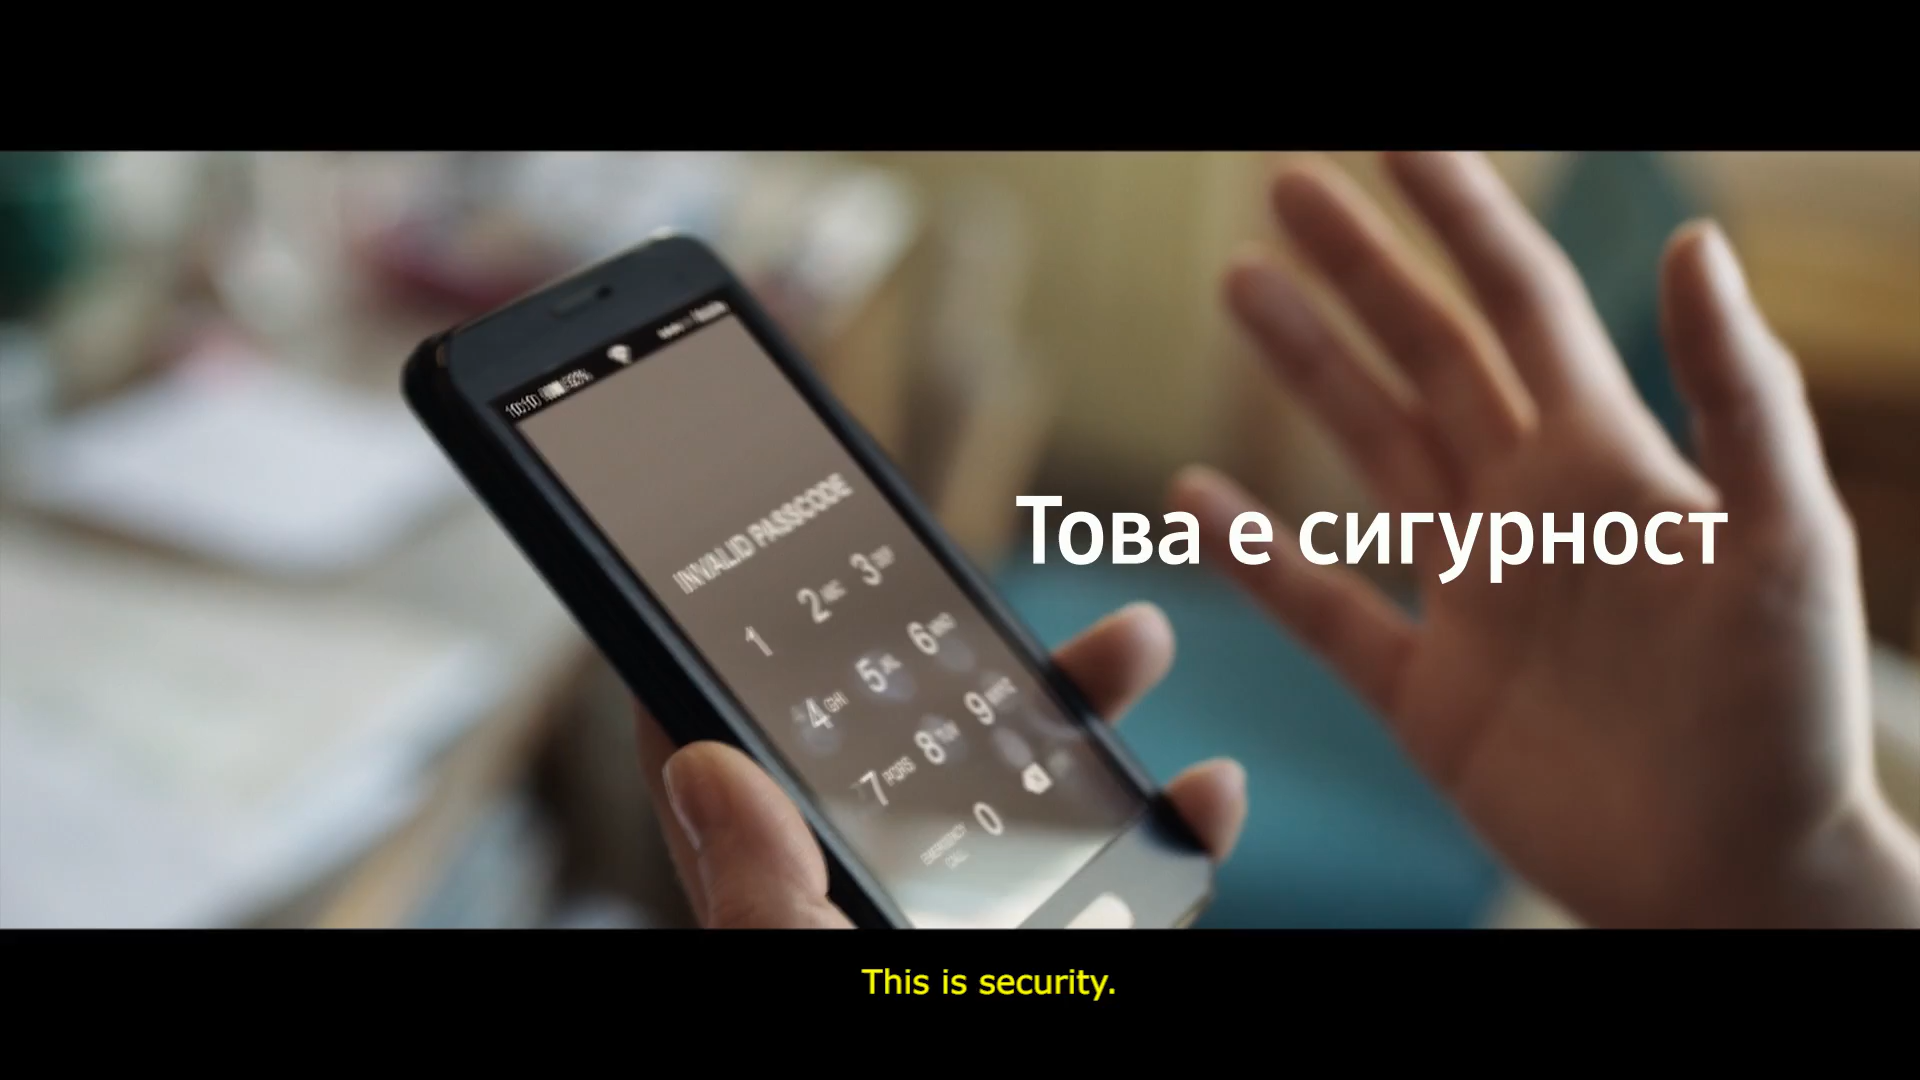 INVALID PASSCODE
1
2 ABC
3 DEF
4 GHI
5 JKL
6 MNO
7 PQRS
8 TUV
9 WXYZ
0
EMERGENCY
CALL
Това е сигурност
This is security.